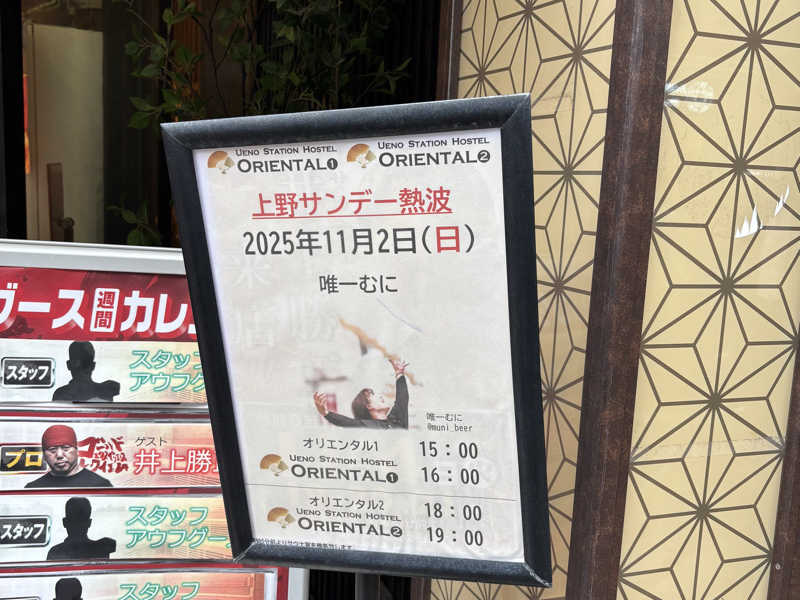 UENO STATION HOSTEL
ORIENTAL1
UENO STATION HOSTEL
ORIENTAL2
上野サンデー熱波
2025年11月2日(日)
唯一むに
唯一むに
@muni_beer
オリエンタル1
UENO STATION HOSTEL
ORIENTAL1
15:00
16:00
オリエンタル2
UENO STATION HOSTEL
ORIENTAL2
18:00
19:00
週間
スタッフ
スタッフ
アウフグ
プロ
ゲスト
井上勝
スタッフ
スタッフ
アウフグー
スタッフ